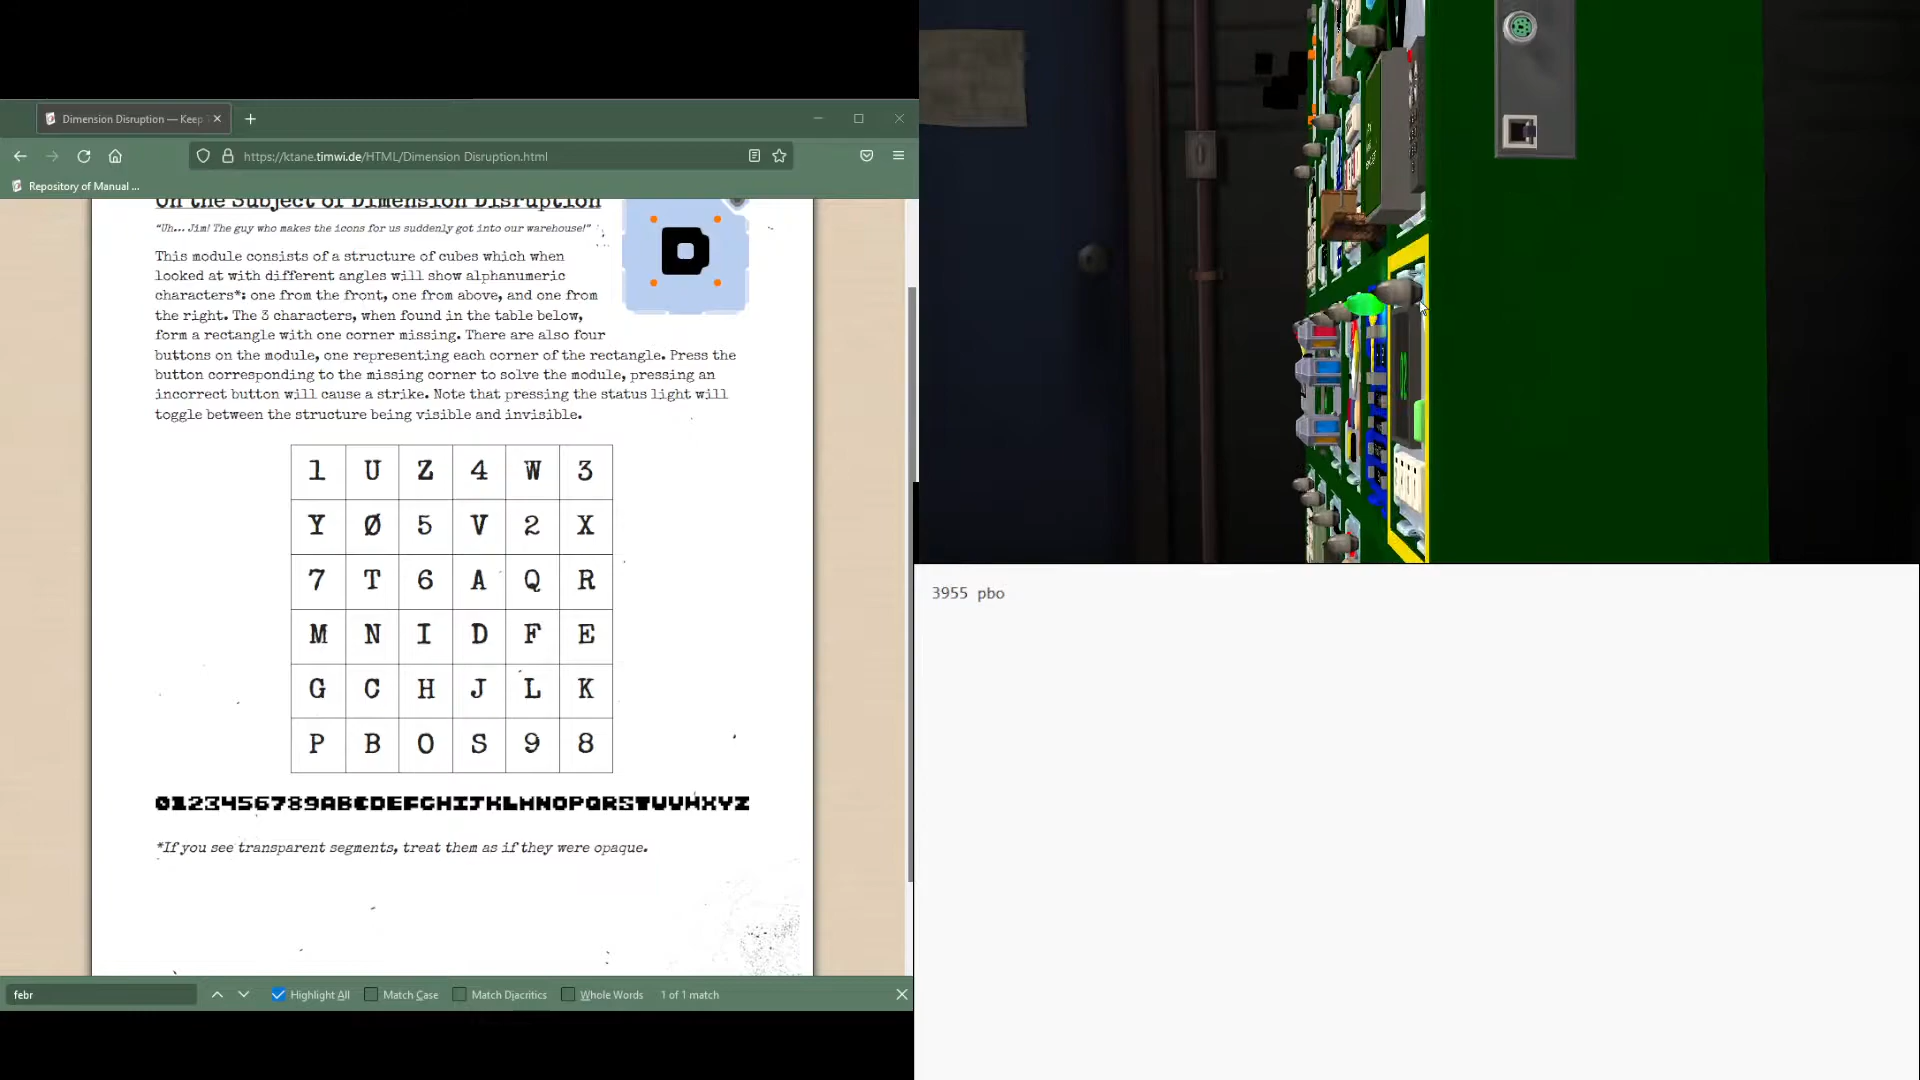 Dimension Disruption — Keep
https://ktane.timwi.de/HTML/Dimension Disruption.html
Repository of Manual ...
On the Subject of Dimension Disruption
"Uh... Jim! The guy who makes the icons for us suddenly got into our warehouse!"
This module consists of a structure of cubes which when
looked at with different angles will show alphanumeric
characters*: one from the front, one from above, and one from
the right. The 3 characters, when found in the table below,
form a rectangle with one corner missing. There are also four
buttons on the module, one representing each corner of the rectangle. Press the
button corresponding to the missing corner to solve the module, pressing an
incorrect button will cause a strike. Note that pressing the status light will
toggle between the structure being visible and invisible.
1 U Z 4 W 3
Y Ø 5 V 2 X
7 T 6 A Q R
M N I D F E
G C H J L K
P B O S 9 8
0123456789ABCDEFGHIJKLMNOPQRSTUVWXYZ
*If you see transparent segments, treat them as if they were opaque.
febr
Highlight All
Match Case
Match Diacritics
Whole Words
1 of 1 match
3955 pbo